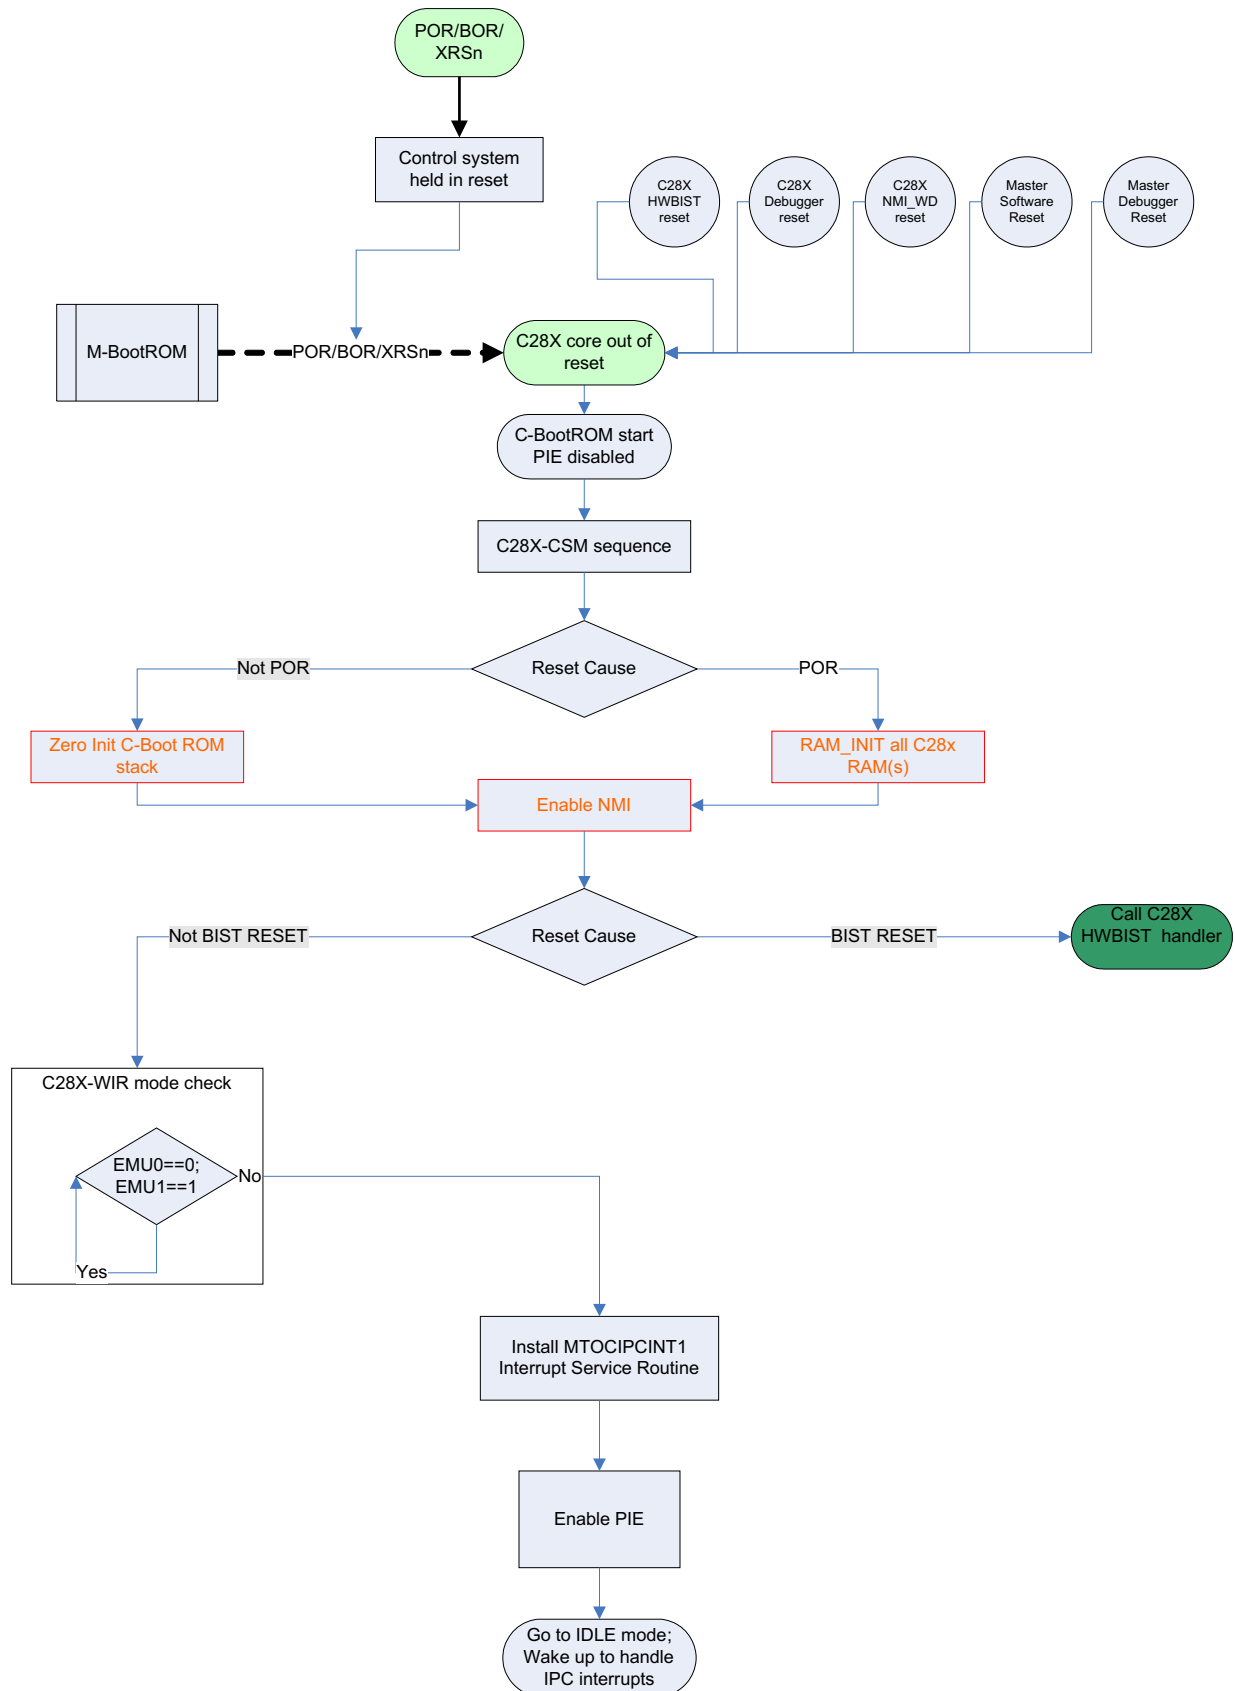 POR/BOR/
XRSn
Control system
held in reset
C28X
HWBIST
reset
C28X
Debugger
reset
C28X
NMI_WD
reset
Master
Software
Reset
Master
Debugger
Reset
M-BootROM
POR/BOR/XRSn
C28X core out of
reset
C-BootROM start
PIE disabled
C28X-CSM sequence
Reset Cause
Not POR
POR
Zero Init C-Boot ROM
stack
RAM_INIT all C28x
RAM(s)
Enable NMI
Reset Cause
Not BIST RESET
BIST RESET
Call C28X
HWBIST handler
C28X-WIR mode check
EMU0==0;
EMU1==1
No
Yes
Install MTOCIPCINT1
Interrupt Service Routine
Enable PIE
Go to IDLE mode;
Wake up to handle
IPC interrupts